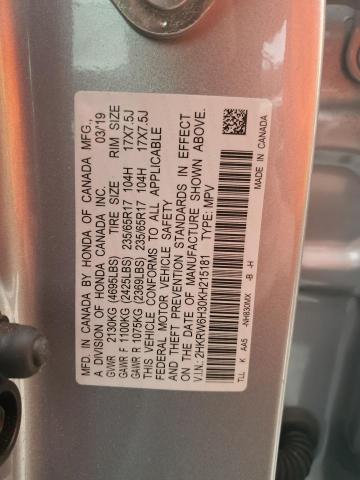 MFD. IN CANADA BY HONDA OF CANADA MFG.,
A DIVISION OF HONDA CANADA INC. 03/19
GVWR 2130KG (4695LBS) TIRE SIZE RIM SIZE
GAWR F 1100KG (2425LBS) 235/65R17 104H 17X7.5J
GAWR R 1075KG (2369LBS) 235/65R17 104H 17X7.5J
THIS VEHICLE CONFORMS TO ALL APPLICABLE
FEDERAL MOTOR VEHICLE SAFETY AND
THEFT PREVENTION STANDARDS IN EFFECT
ON THE DATE OF MANUFACTURE SHOWN ABOVE.
V.I.N.: 2HKRW6H30KH215181 TYPE: MPV
TLL K AA5 -NH830MX -B -H
MADE IN CANADA